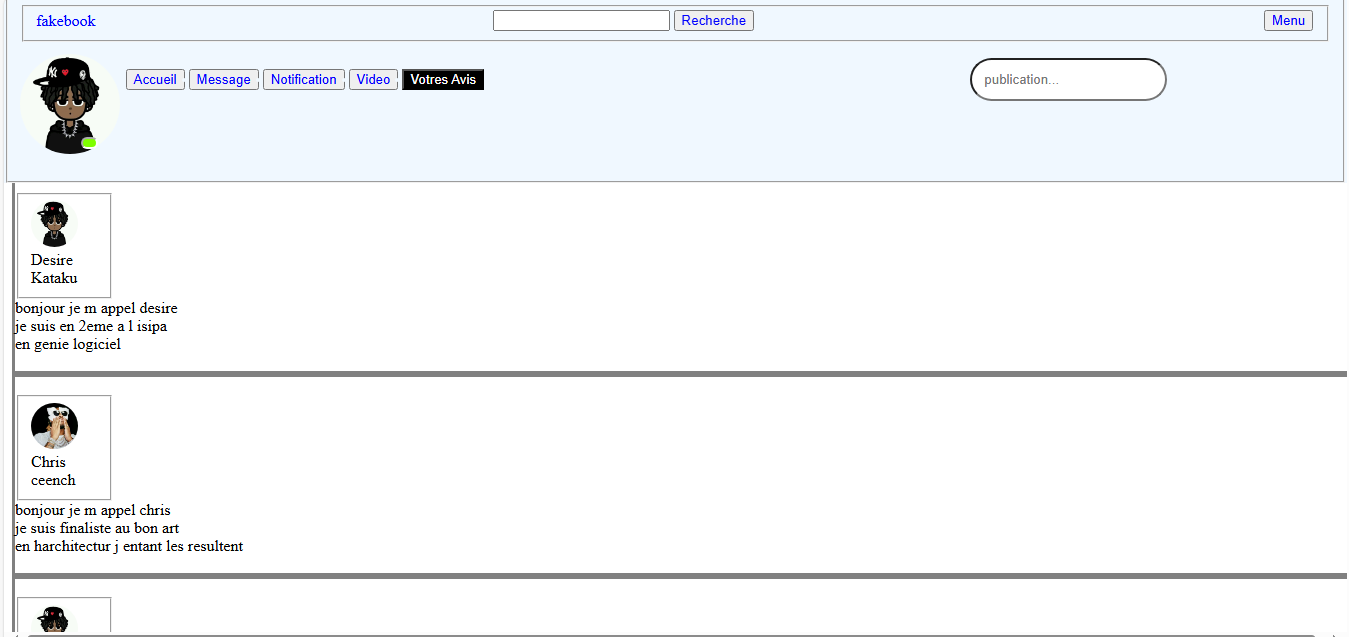 fakebook Recherche Menu
Accueil Message Notification Video Votres Avis publication...
Desire
Kataku
bonjour je m appel desire
je suis en 2eme a l isipa
en genie logiciel
Chris
ceench
bonjour je m appel chris
je suis finaliste au bon art
en harchitectur j entant les resultent